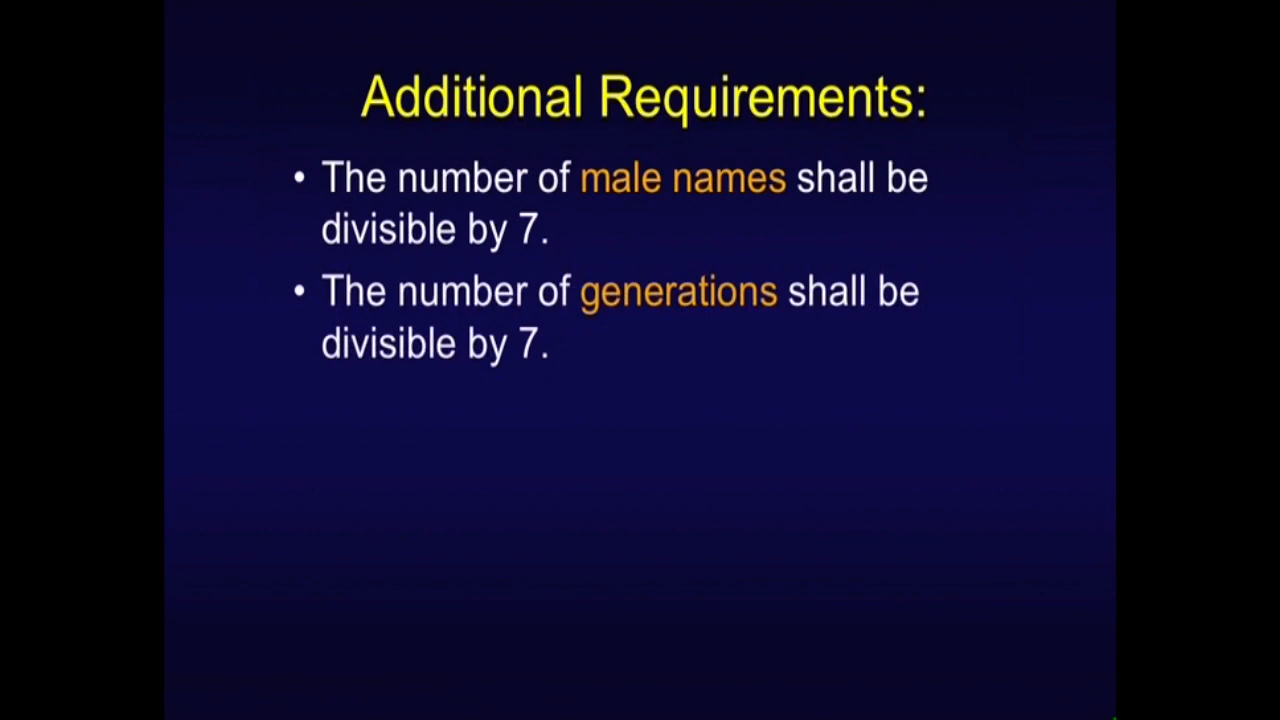 Additional Requirements:
• The number of male names shall be
divisible by 7.
• The number of generations shall be
divisible by 7.